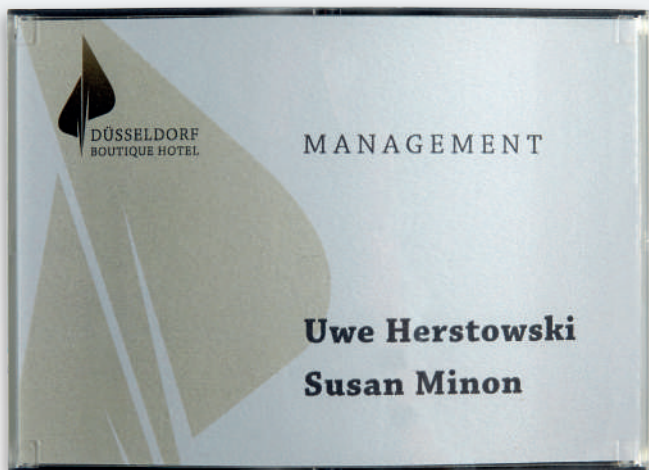 DÜSSELDORF
BOUTIQUE HOTEL
MANAGEMENT
Uwe Herstowski
Susan Minon